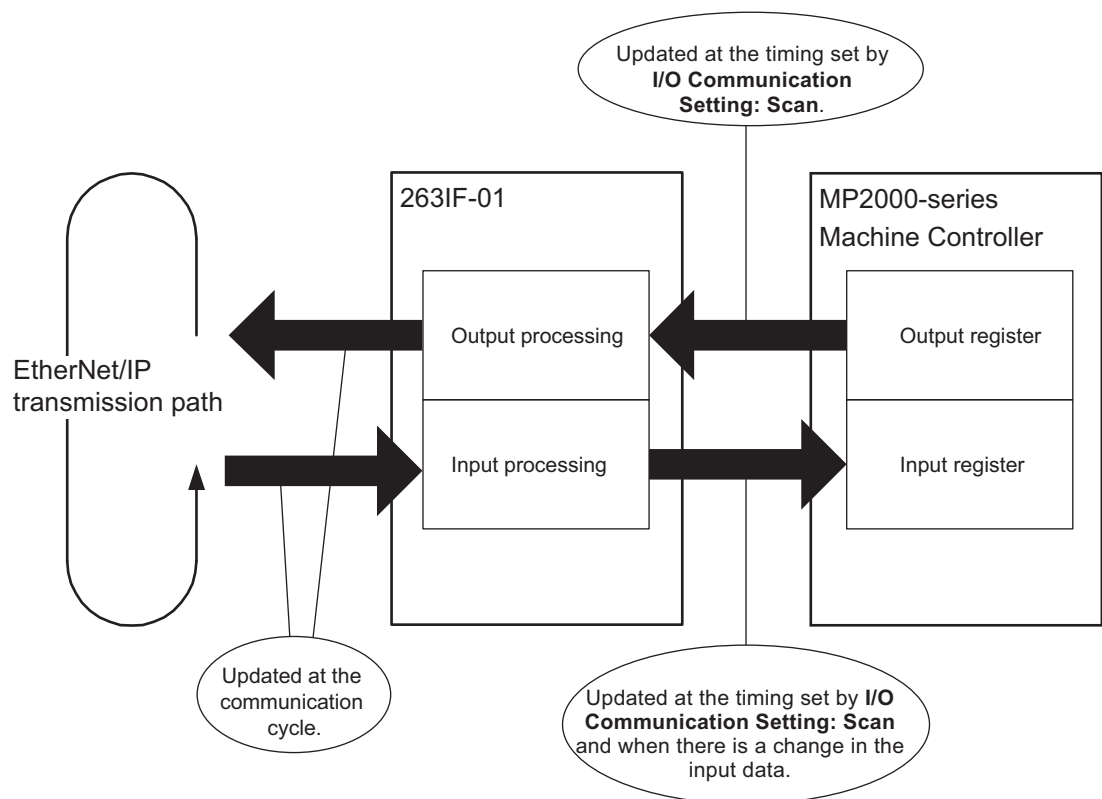 Updated at the timing set by
I/O Communication
Setting: Scan.
263IF-01
MP2000-series
Machine Controller
Output processing
Output register
EtherNet/IP
transmission path
Input processing
Input register
Updated at the
communication
cycle.
Updated at the timing set by I/O
Communication Setting: Scan
and when there is a change in the
input data.